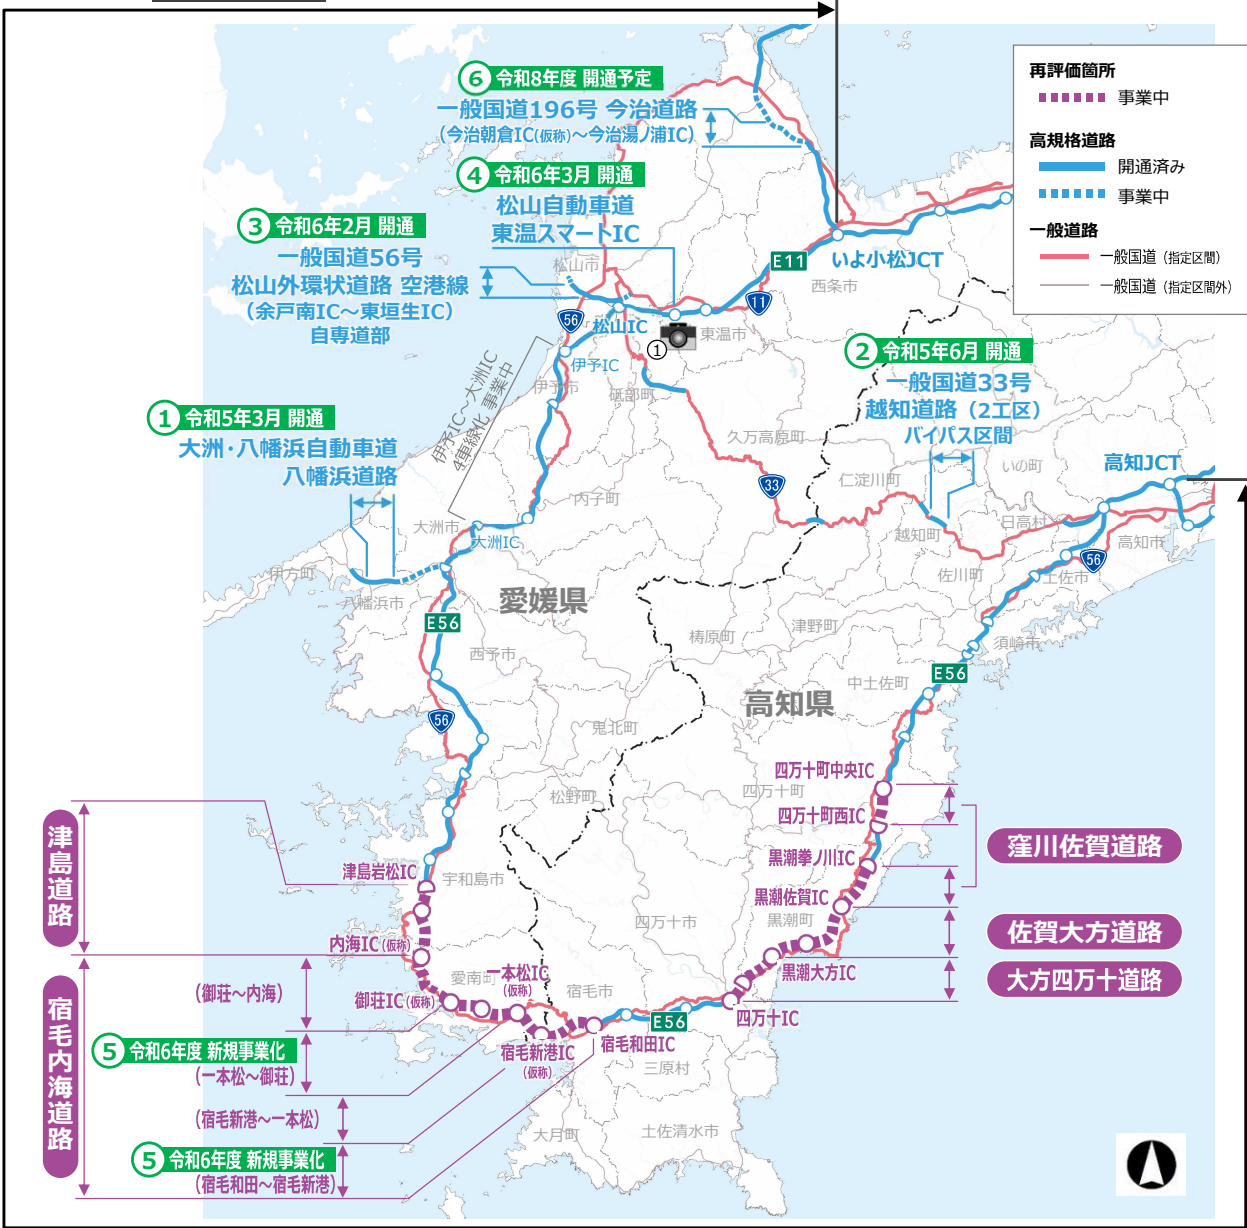 ⑥ 令和8年度 開通予定
一般国道196号 今治道路
(今治朝倉IC(仮称)~今治湯ノ浦IC)
④ 令和6年3月 開通
松山自動車道
東温スマートIC
③ 令和6年2月 開通
一般国道56号
松山外環状道路 空港線
(余戸南IC~東垣生IC)
自専道部
再評価箇所
事業中
高規格道路
開通済み
事業中
一般道路
一般国道(指定区間)
一般国道(指定区間外)
松山市
E11
いよ小松JCT
西条市
11
56
松山IC
①
東温市
伊予IC
伊予市
砥部町
伊予IC~大洲IC
4車線化 事業中
② 令和5年6月 開通
一般国道33号
越知道路(2工区)
バイパス区間
① 令和5年3月 開通
大洲・八幡浜自動車道
八幡浜道路
久万高原町
仁淀川町
いの町
高知JCT
33
内子町
大洲市
大洲IC
越知町
日高村
高知市
56
伊方町
八幡浜市
佐川町
土佐市
愛媛県
E56
西予市
梼原町
津野町
須崎市
中土佐町
E56
高知県
56
鬼北町
松野町
四万十町中央IC
四万十町
四万十町西IC
津島道路
窪川佐賀道路
黒潮拳ノ川IC
津島岩松IC
宇和島市
黒潮佐賀IC
黒潮町
四万十市
佐賀大方道路
内海IC(仮称)
愛南町
一本松IC
(仮称)
宿毛市
黒潮大方IC
大方四万十道路
宿毛内海道路
(御荘~内海)
御荘IC(仮称)
四万十IC
E56
⑤ 令和6年度 新規事業化
(一本松~御荘)
宿毛新港IC
(仮称)
宿毛和田IC
三原村
(宿毛新港~一本松)
大月町
土佐清水市
⑤ 令和6年度 新規事業化
(宿毛和田~宿毛新港)